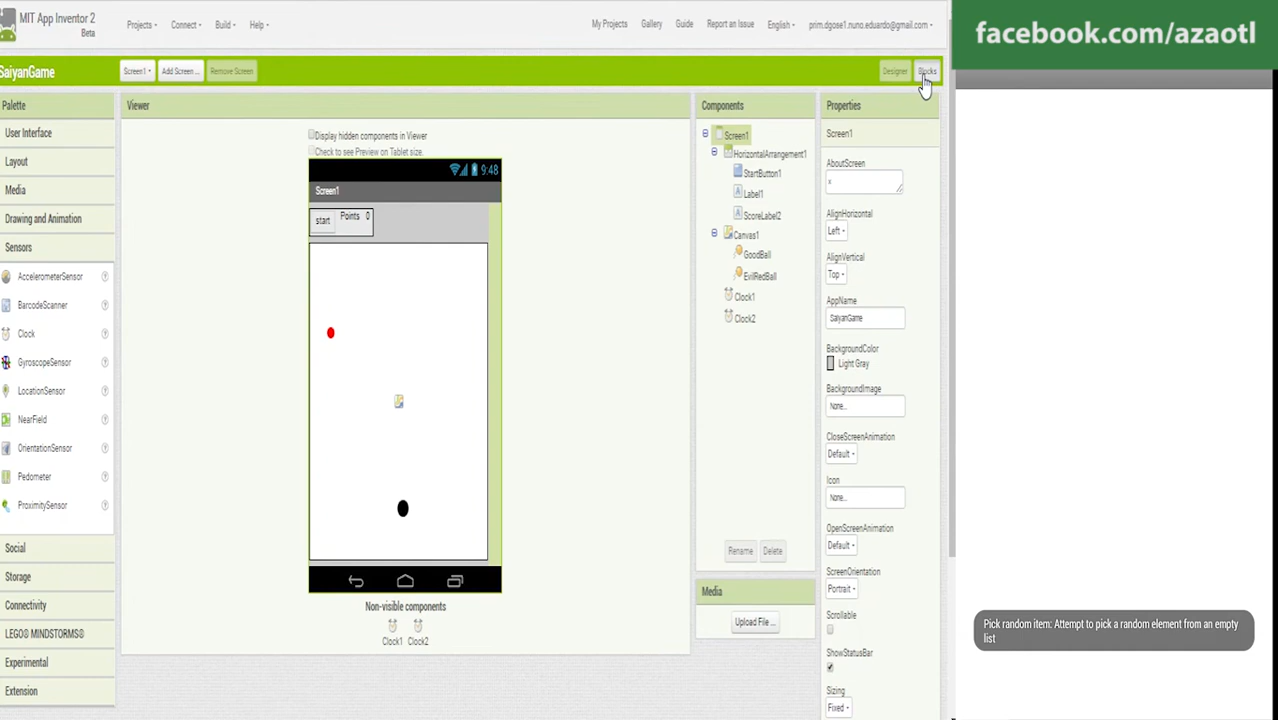 MIT App Inventor 2
Beta
Projects
Connect
Build
Help
My Projects
Gallery
Guide
Report an Issue
English
prim.dgose1.nuno.eduardo@gmail.com
facebook.com/azaotl
SaiyanGame
Screen1
Add Screen ...
Remove Screen
Designer
Blocks
Palette
User Interface
Layout
Media
Drawing and Animation
Sensors
AccelerometerSensor
BarcodeScanner
Clock
GyroscopeSensor
LocationSensor
NearField
OrientationSensor
Pedometer
ProximitySensor
Social
Storage
Connectivity
LEGO® MINDSTORMS®
Experimental
Extension
Viewer
Display hidden components in Viewer
Check to see Preview on Tablet size.
9:48
Screen1
start
Points 0
Non-visible components
Clock1 Clock2
Components
Screen1
HorizontalArrangement1
StartButton1
Label1
ScoreLabel2
Canvas1
GoodBall
EvilRedBall
Clock1
Clock2
Rename
Delete
Media
Upload File ...
Properties
Screen1
AboutScreen
x
AlignHorizontal
Left
AlignVertical
Top
AppName
SaiyanGame
BackgroundColor
Light Gray
BackgroundImage
None...
CloseScreenAnimation
Default
Icon
None...
OpenScreenAnimation
Default
ScreenOrientation
Portrait
Scrollable
ShowStatusBar
Sizing
Fixed
Pick random item: Attempt to pick a random element from an empty
list